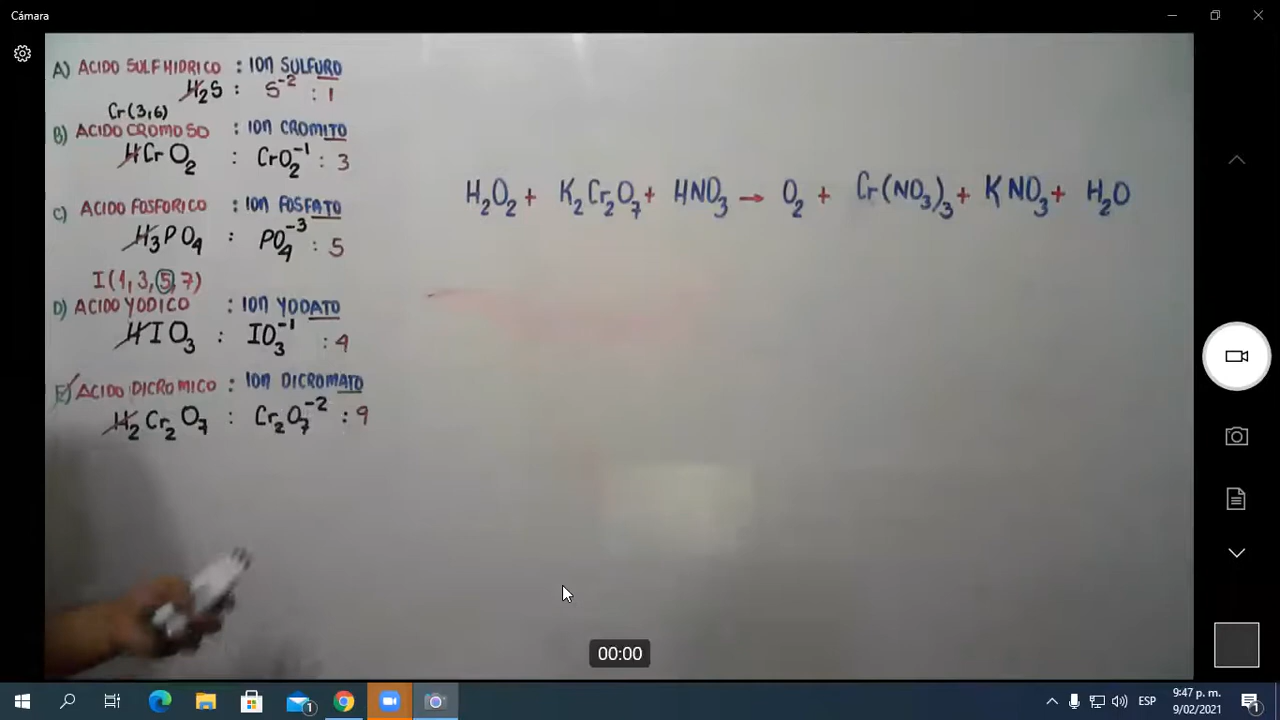 Cámara
A) ACIDO SULFHIDRICO : ION SULFURO
H₂S : S⁻² : 1
Cr(3,6)
B) ACIDO CROMOSO : ION CROMITO
HCrO₂ : CrO₂⁻¹ : 3
C) ACIDO FOSFORICO : ION FOSFATO
H₃PO₄ : PO₄⁻³ : 5
I(1,3,5,7)
D) ACIDO YODICO : ION YODATO
HIO₃ : IO₃⁻¹ : 4
E) ACIDO DICROMICO : ION DICROMATO
H₂Cr₂O₇ : Cr₂O₇⁻² : 9
H₂O₂ + K₂Cr₂O₇ + HNO₃ → O₂ + Cr(NO₃)₃ + KNO₃ + H₂O
00:00
1
ESP
9:47 p. m.
9/02/2021
1